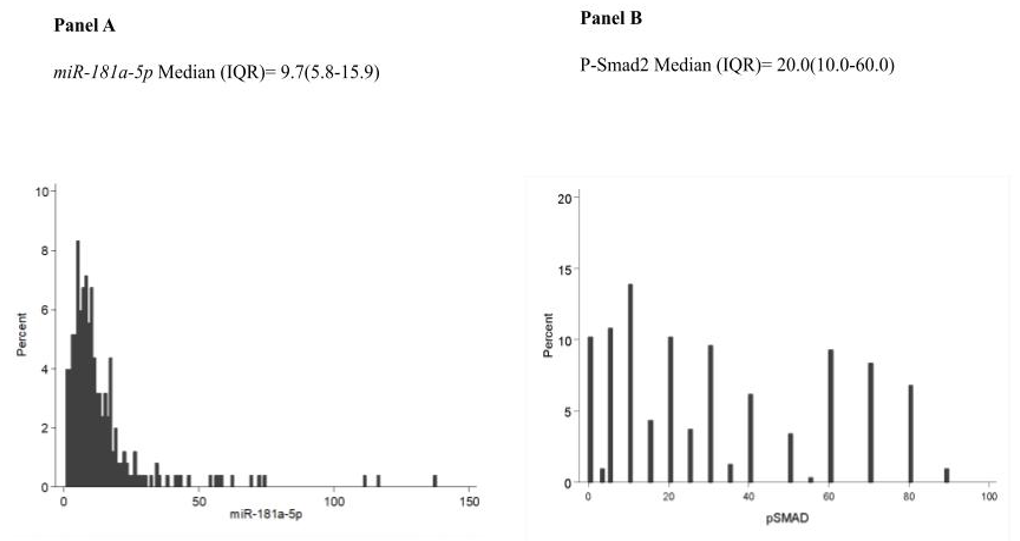 Panel A
miR-181a-5p Median (IQR)= 9.7(5.8-15.9)
10
8
6
4
2
0
Percent
0 50 100 150
miR-181a-5p
Panel B
P-Smad2 Median (IQR)= 20.0(10.0-60.0)
20
15
10
5
0
Percent
0 20 40 60 80 100
pSMAD